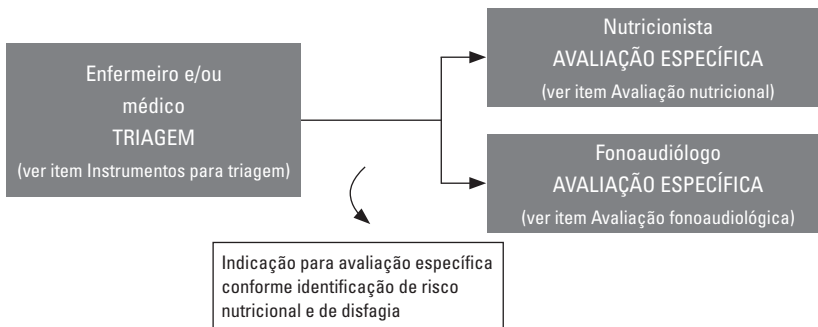 Enfermeiro e/ou
médico
TRIAGEM
(ver item Instrumentos para triagem)
Nutricionista
AVALIAÇÃO ESPECÍFICA
(ver item Avaliação nutricional)
Fonoaudiólogo
AVALIAÇÃO ESPECÍFICA
(ver item Avaliação fonoaudiológica)
Indicação para avaliação específica
conforme identificação de risco
nutricional e de disfagia